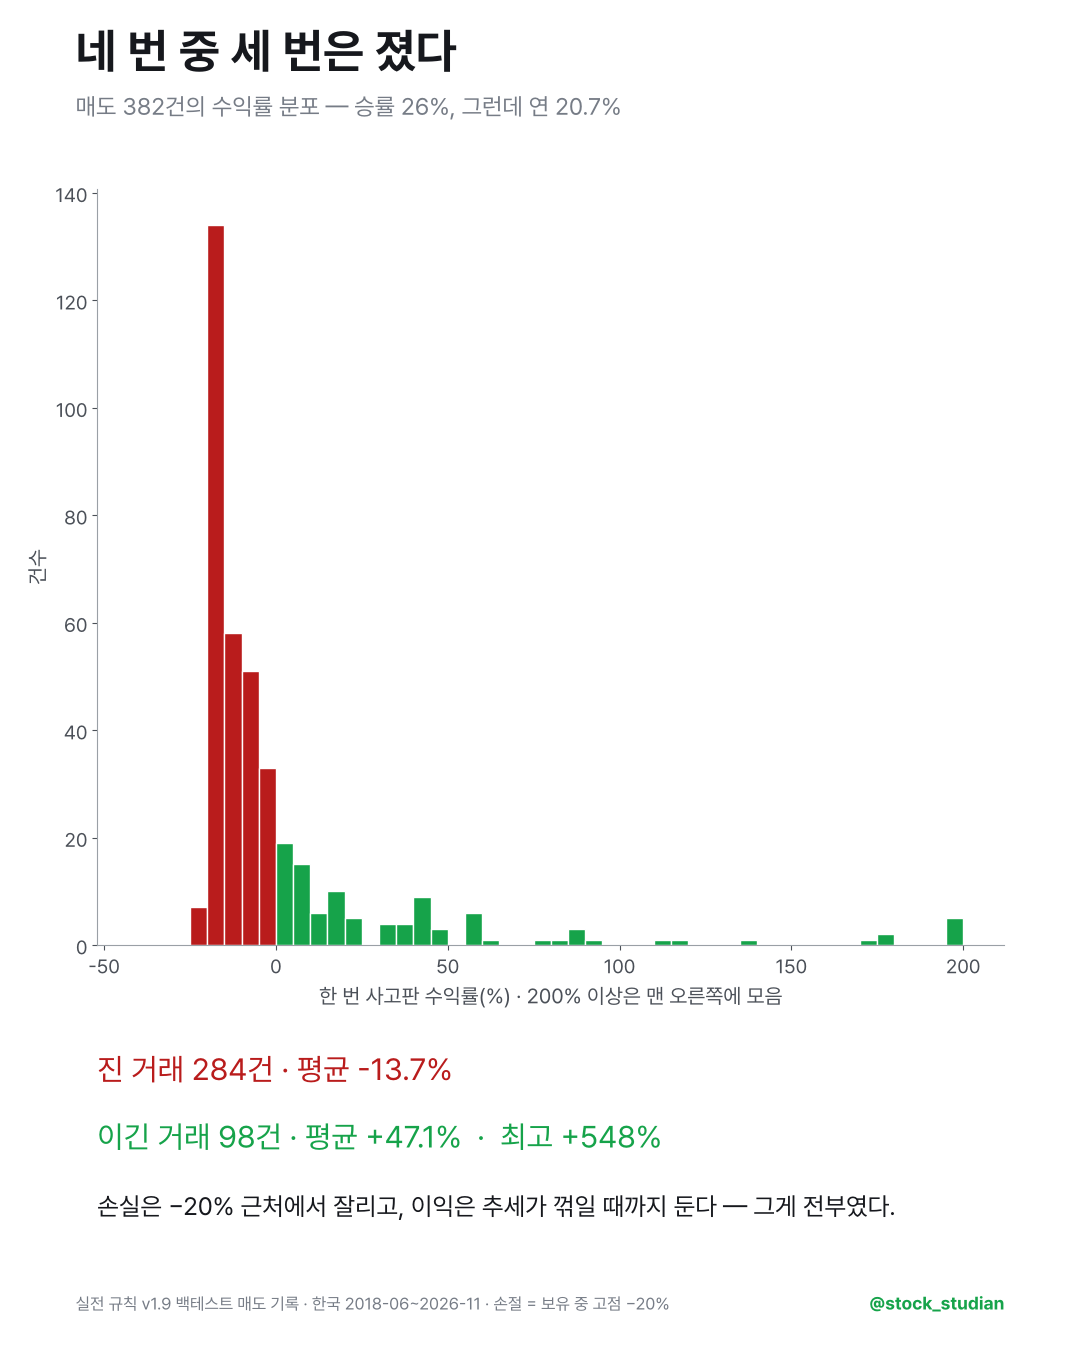 네 번 중 세 번은 졌다
매도 382건의 수익률 분포 — 승률 26%, 그런데 연 20.7%
140
120
100
80
60
40
20
0
건수
-50 0 50 100 150 200
한 번 사고판 수익률(%) · 200% 이상은 맨 오른쪽에 모음
진 거래 284건 · 평균 -13.7%
이긴 거래 98건 · 평균 +47.1% · 최고 +548%
손실은 −20% 근처에서 잘리고, 이익은 추세가 꺾일 때까지 둔다 — 그게 전부였다.
실전 규칙 v1.9 백테스트 매도 기록 · 한국 2018-06~2026-11 · 손절 = 보유 중 고점 −20%
@stock_studian